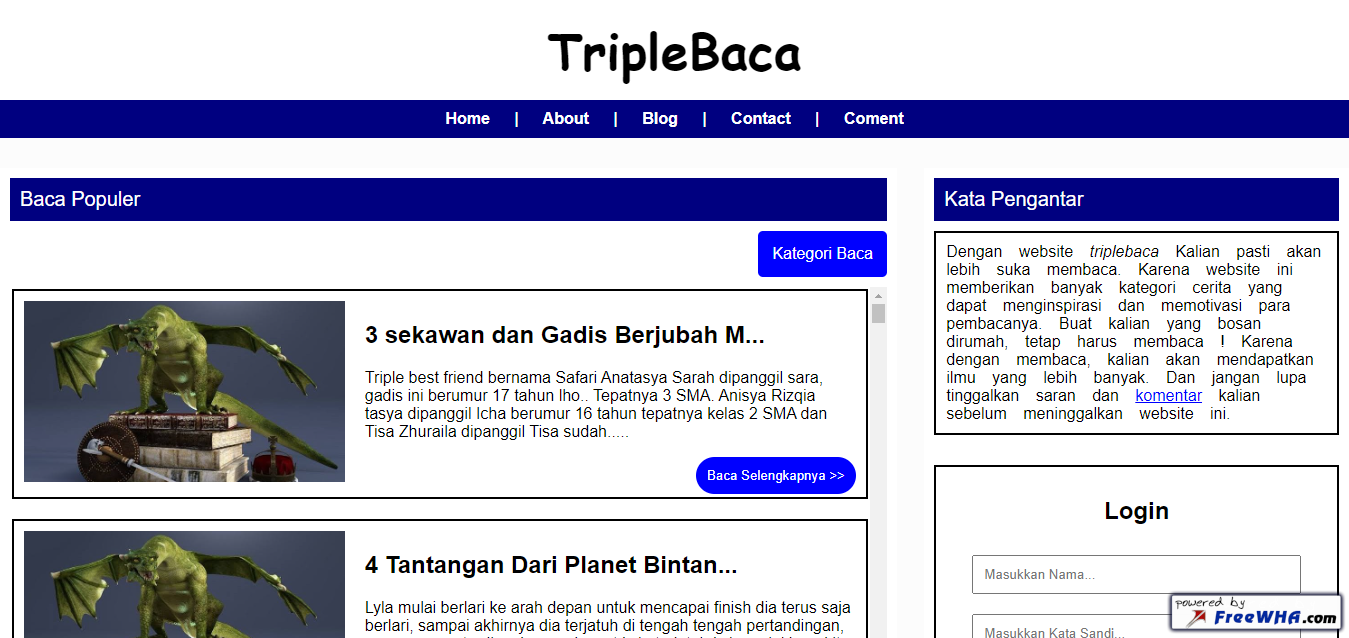 TripleBaca
Home | About | Blog | Contact | Coment
Baca Populer
Kategori Baca
3 sekawan dan Gadis Berjubah M...
Triple best friend bernama Safari Anatasya Sarah dipanggil sara,
gadis ini berumur 17 tahun lho.. Tepatnya 3 SMA. Anisya Rizqia
tasya dipanggil Icha berumur 16 tahun tepatnya kelas 2 SMA dan
Tisa Zhuraila dipanggil Tisa sudah.....
Baca Selengkapnya >>
4 Tantangan Dari Planet Bintan...
Lyla mulai berlari ke arah depan untuk mencapai finish dia terus saja
berlari, sampai akhirnya dia terjatuh di tengah tengah pertandingan,
Kata Pengantar
Dengan website triplebaca Kalian pasti akan
lebih suka membaca. Karena website ini
memberikan banyak kategori cerita yang
dapat menginspirasi dan memotivasi para
pembacanya. Buat kalian yang bosan
dirumah, tetap harus membaca ! Karena
dengan membaca, kalian akan mendapatkan
ilmu yang lebih banyak. Dan jangan lupa
tinggalkan saran dan komentar kalian
sebelum meninggalkan website ini.
Login
Masukkan Nama...
Masukkan Kata Sandi...
powered by
FreeWHA.com